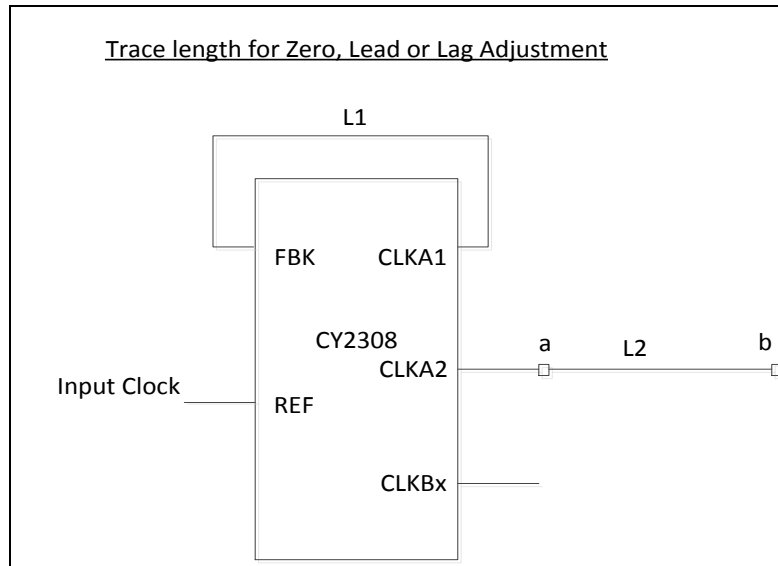 Trace length for Zero, Lead or Lag Adjustment
L1
FBK
CLKA1
CY2308
a
L2
b
CLKA2
Input Clock
REF
CLKBx